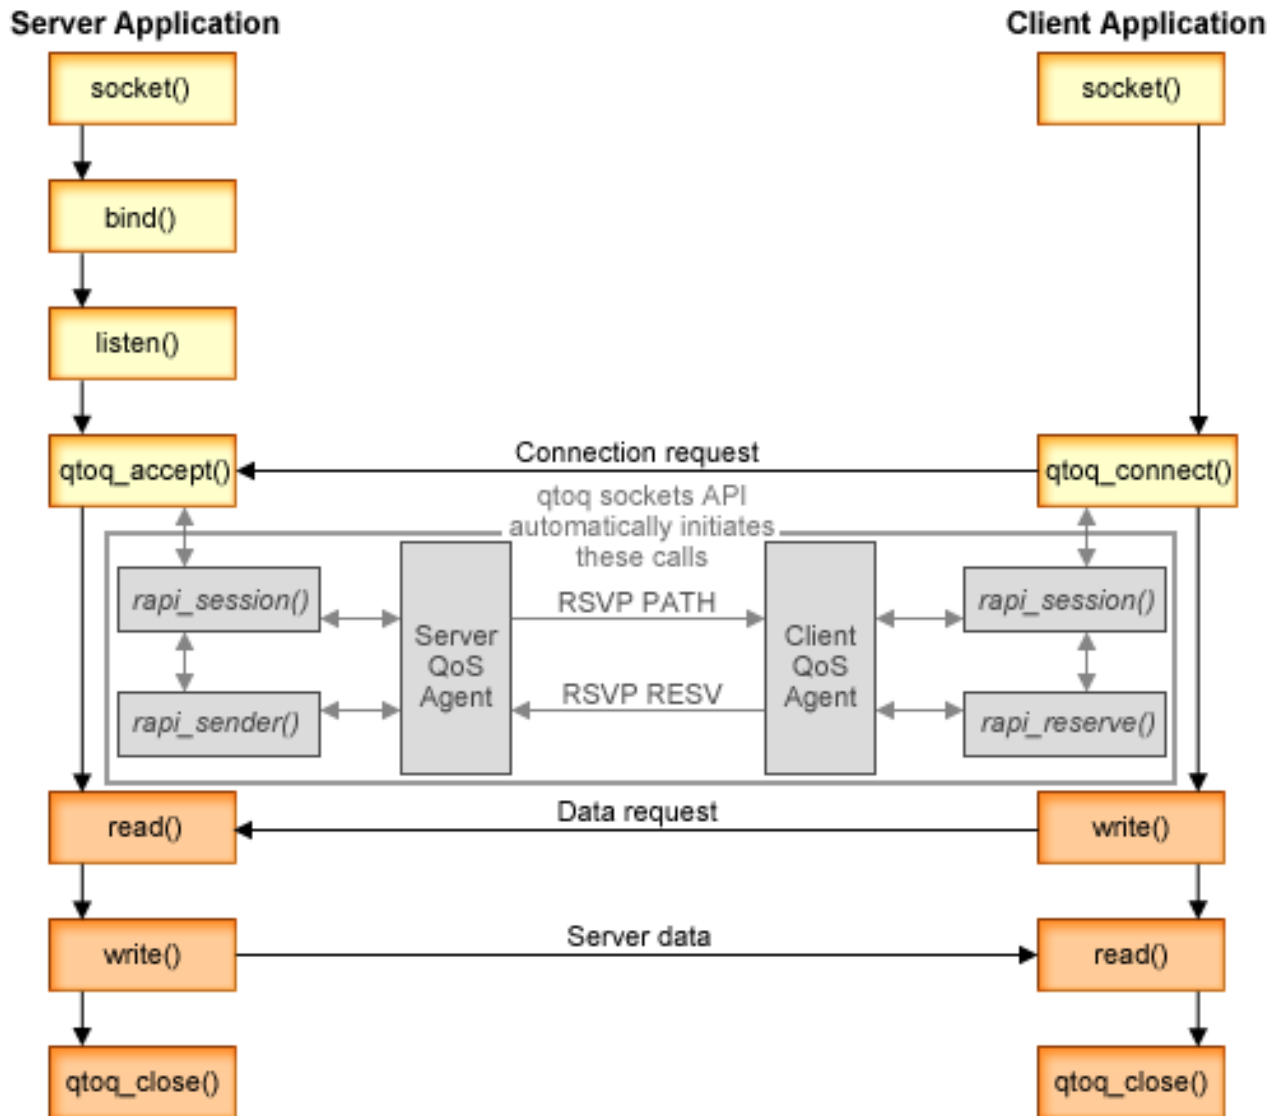 Server Application
Client Application
socket()
socket()
bind()
listen()
qtoq_accept()
Connection request
qtoq_connect()
qtoq sockets API
automatically initiates
these calls
rapi_session()
RSVP PATH
rapi_session()
Server
QoS
Agent
Client
QoS
Agent
rapi_sender()
RSVP RESV
rapi_reserve()
read()
Data request
write()
write()
Server data
read()
qtoq_close()
qtoq_close()